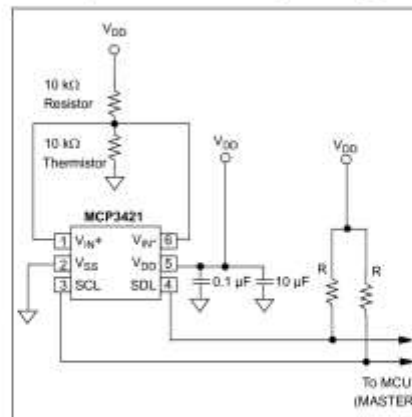 VDD
10 kΩ
Resistor
10 kΩ
Thermistor
VDD
VDD
MCP3421
1 VIN+ VIN- 6
2 VSS VDD 5
3 SCL SDL 4
0.1 µF 10 µF
R R
To MCU
(MASTER